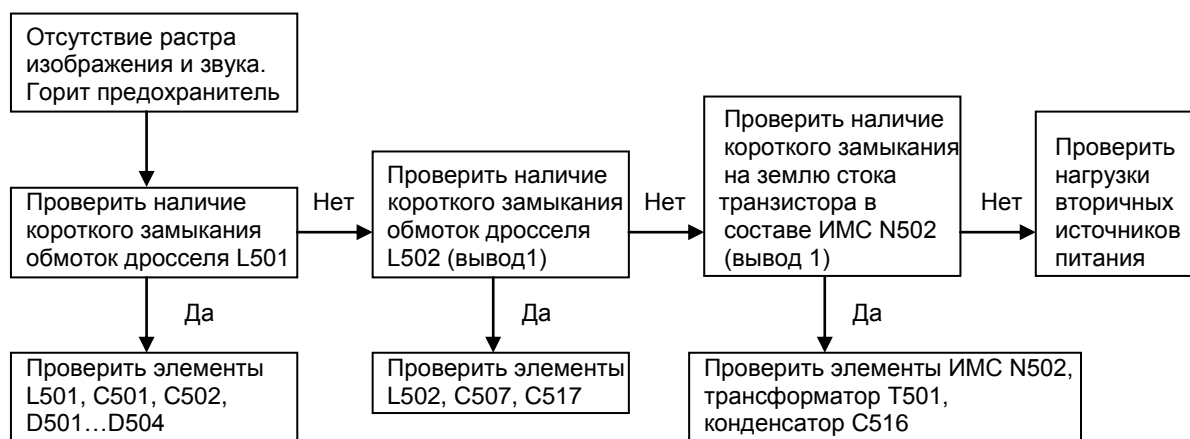 Отсутствие растра
изображения и звука.
Горит предохранитель
Проверить наличие
короткого замыкания
обмоток дросселя L501
Нет
Проверить наличие
короткого замыкания
обмоток дросселя
L502 (вывод1)
Нет
Проверить наличие
короткого замыкания
на землю стока
транзистора в
составе ИМС N502
(вывод 1)
Нет
Проверить
нагрузки
вторичных
источников
питания
Да
Проверить элементы
L501, C501, C502,
D501…D504
Да
Проверить элементы
L502, C507, C517
Да
Проверить элементы ИМС N502,
трансформатор T501,
конденсатор C516